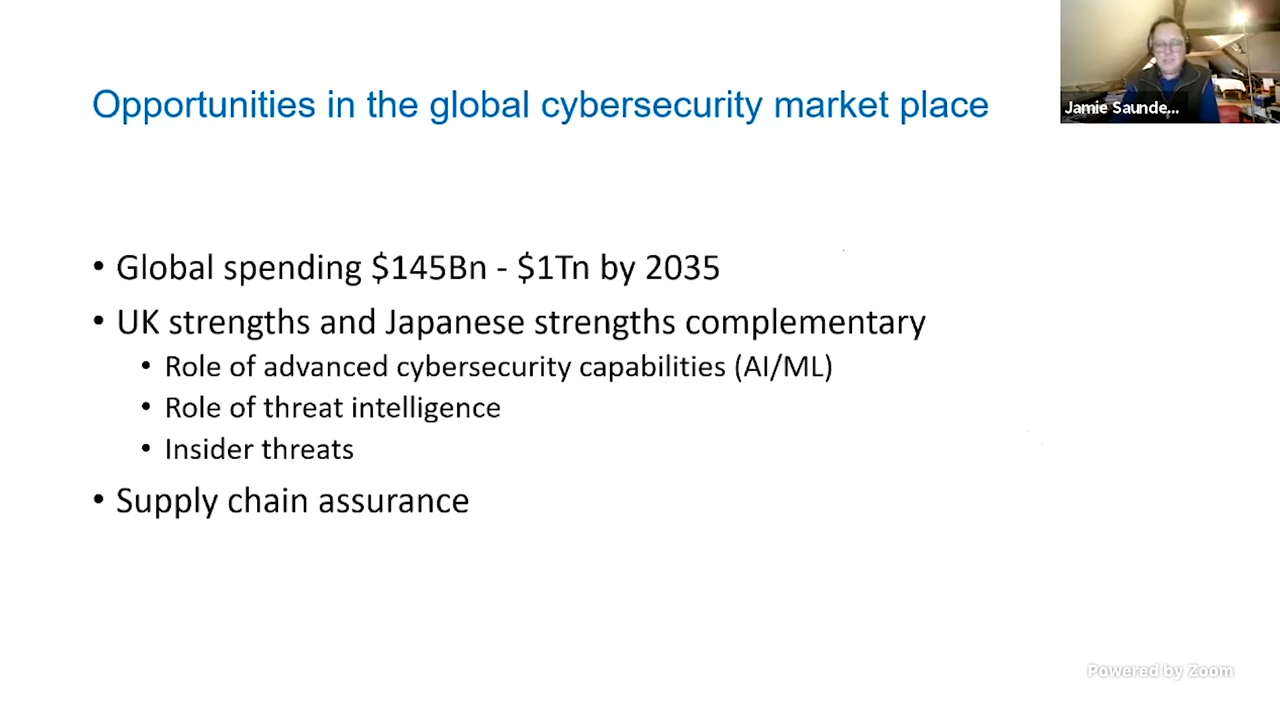 Opportunities in the global cybersecurity market place
Jamie Saunde...
• Global spending $145Bn - $1Tn by 2035
• UK strengths and Japanese strengths complementary
• Role of advanced cybersecurity capabilities (AI/ML)
• Role of threat intelligence
• Insider threats
• Supply chain assurance
Powered by Zoom